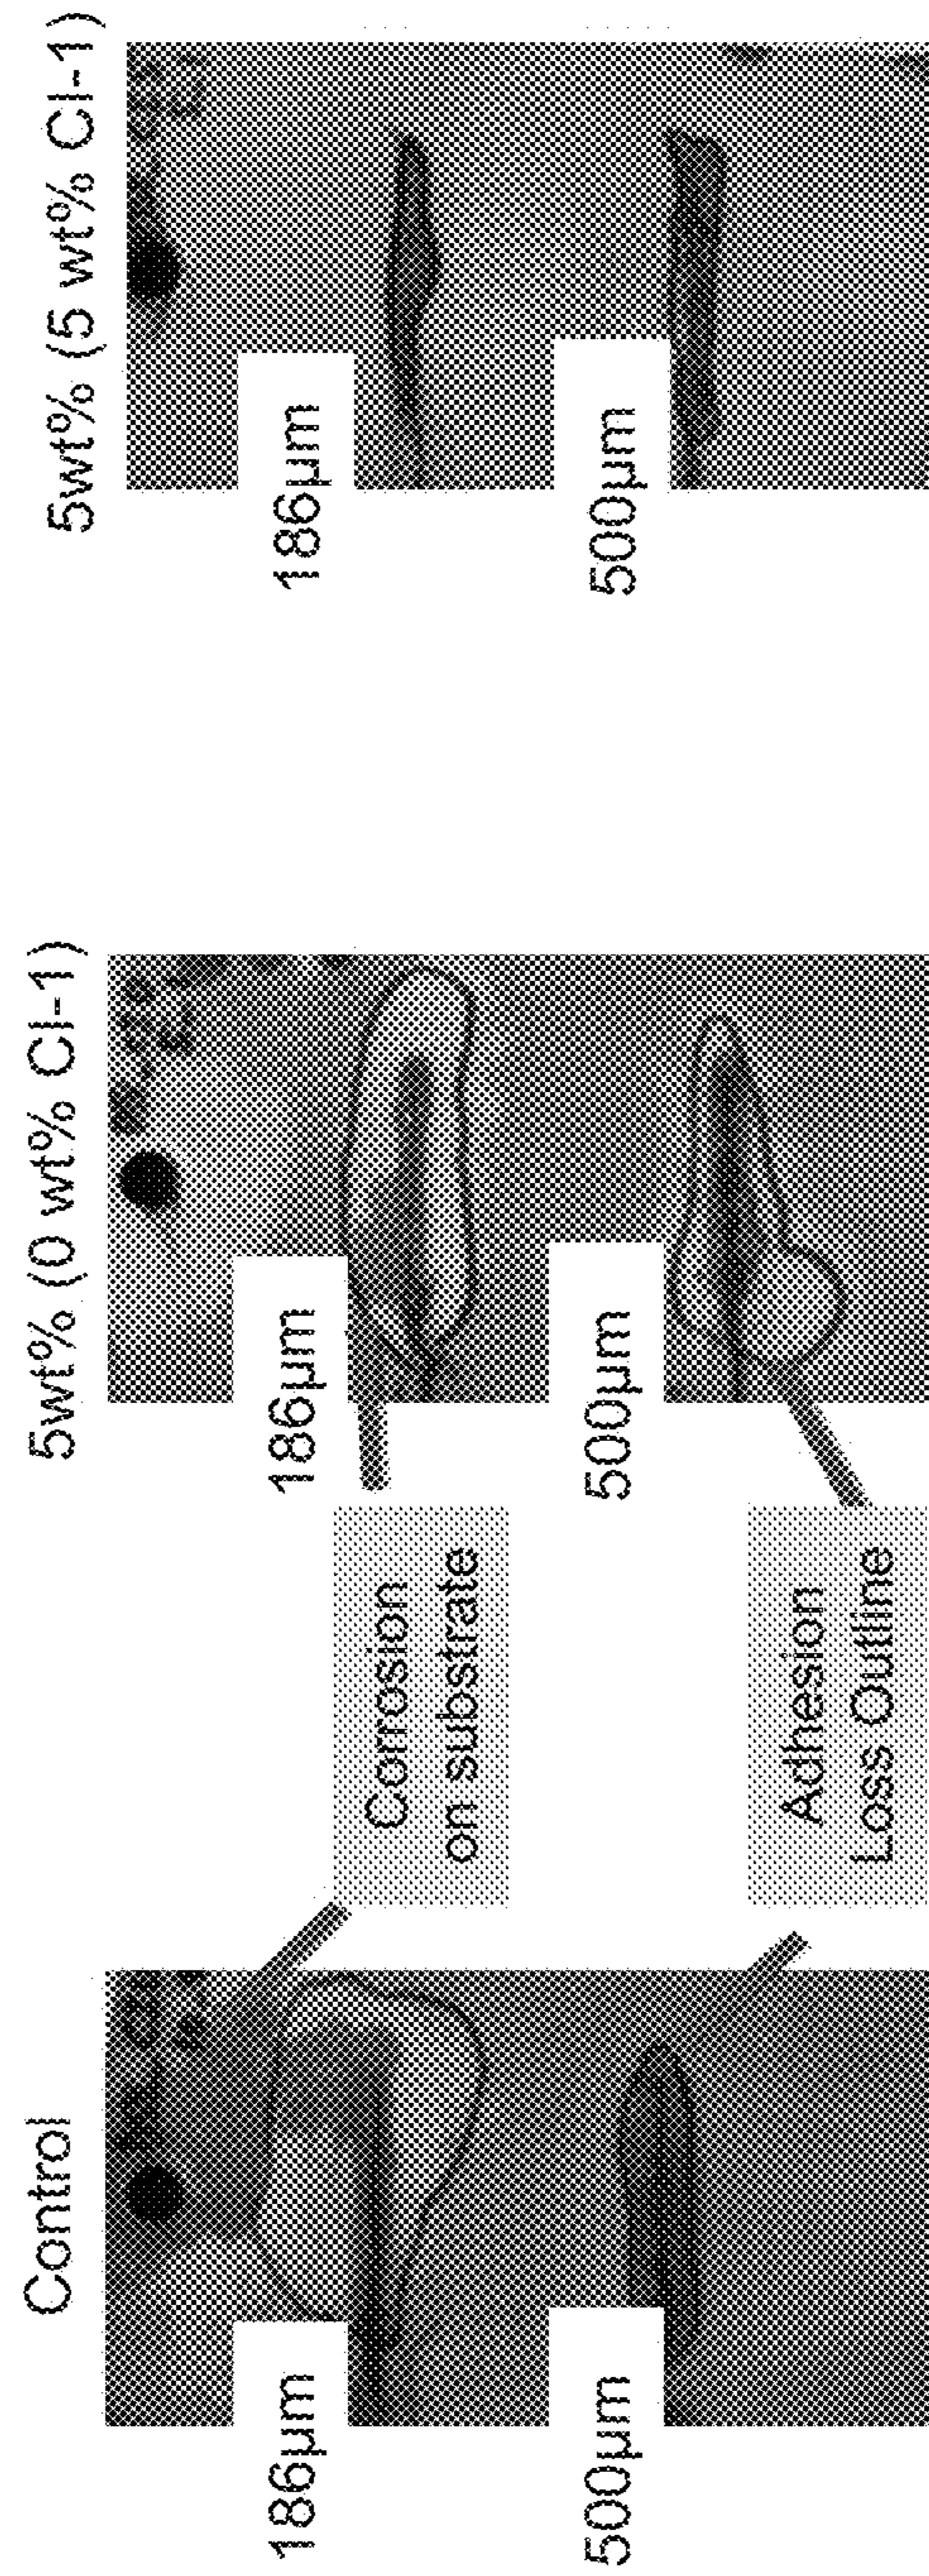 Control
5wt% (0 wt% CI-1)
5wt% (5 wt% CI-1)
186µm
186µm
186µm
Corrosion
on substrate
500µm
500µm
500µm
Adhesion
Loss Outline